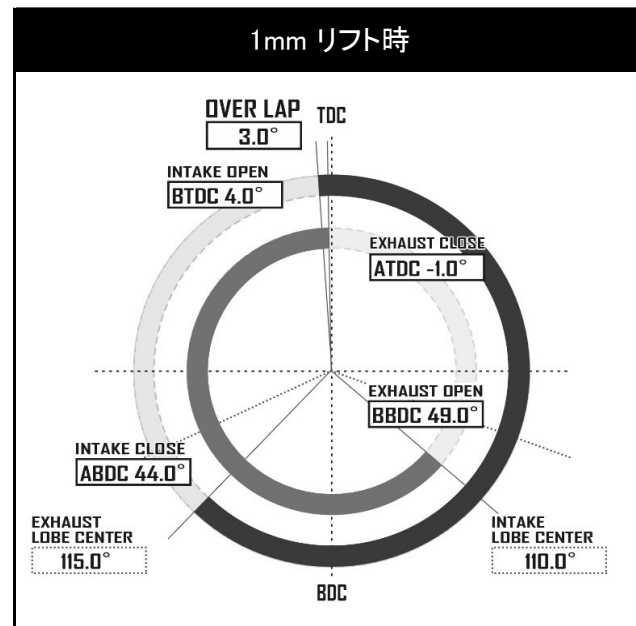 1mm リフト時
OVER LAP
3.0°
TDC
INTAKE OPEN
BTDC 4.0°
EXHAUST CLOSE
ATDC -1.0°
EXHAUST OPEN
BBDC 49.0°
INTAKE CLOSE
ABDC 44.0°
EXHAUST
LOBE CENTER
115.0°
INTAKE
LOBE CENTER
110.0°
BDC